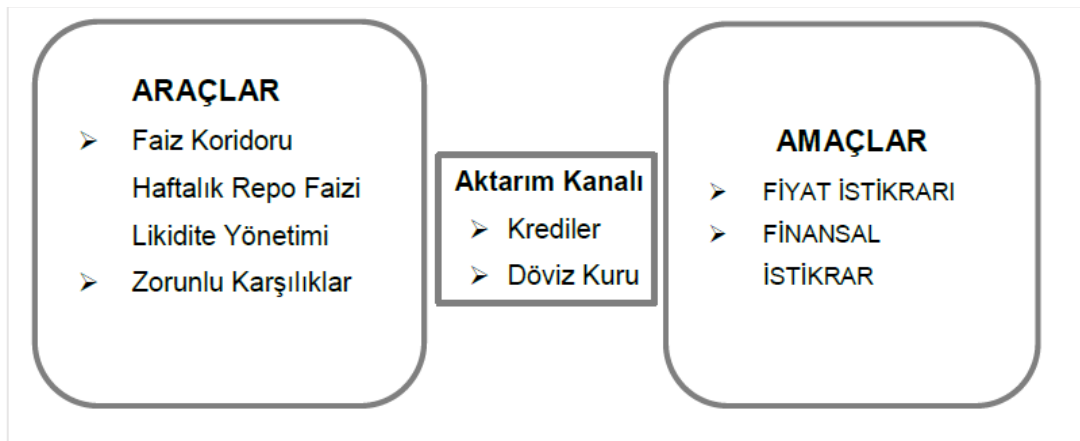 ARAÇLAR
➢ Faiz Koridoru
Haftalık Repo Faizi
Likidite Yönetimi
➢ Zorunlu Karşılıklar
Aktarım Kanalı
➢ Krediler
➢ Döviz Kuru
AMAÇLAR
➢ FİYAT İSTİKRARI
➢ FİNANSAL
İSTİKRAR